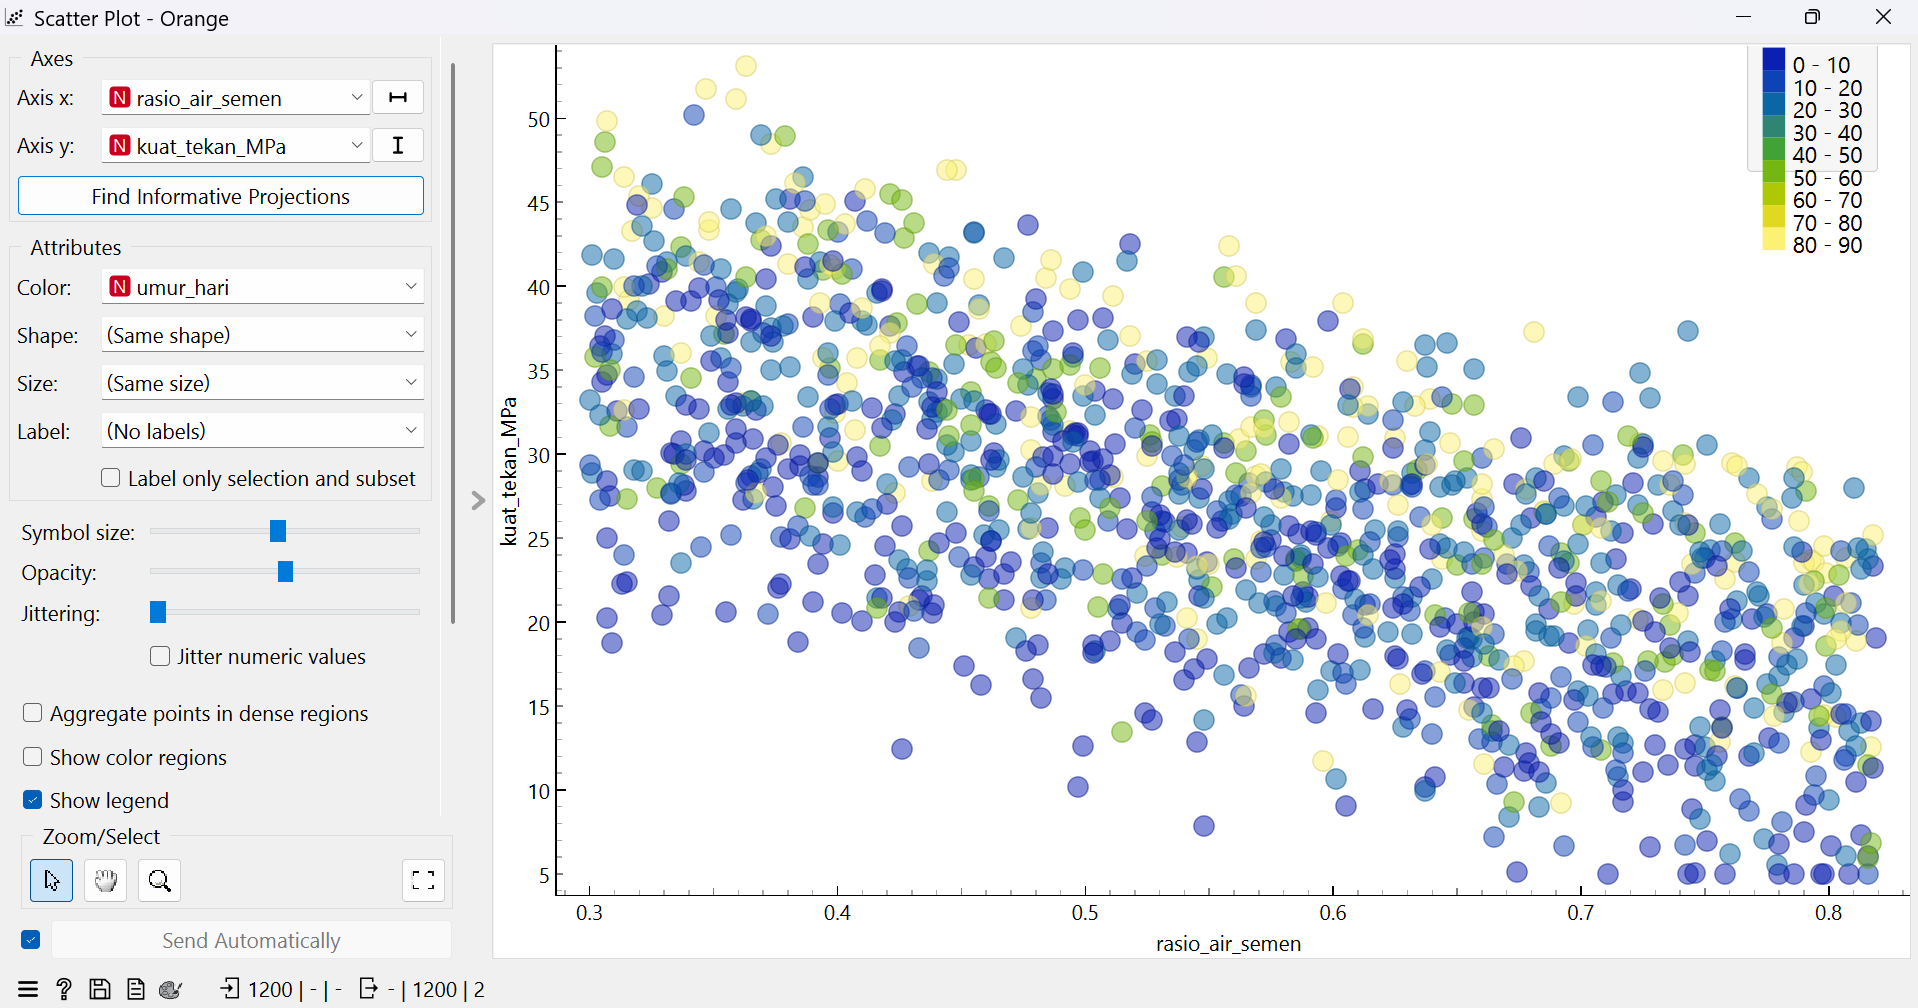 Scatter Plot - Orange
Axes
Axis x: N rasio_air_semen
Axis y: N kuat_tekan_MPa
Find Informative Projections
Attributes
Color: N umur_hari
Shape: (Same shape)
Size: (Same size)
Label: (No labels)
Label only selection and subset
Symbol size:
Opacity:
Jittering:
Jitter numeric values
Aggregate points in dense regions
Show color regions
Show legend
Zoom/Select
Send Automatically
? 1200 | - | - - | 1200 | 2
kuat_tekan_MPa
50
45
40
35
30
25
20
15
10
5
0.3 0.4 0.5 0.6 0.7 0.8
rasio_air_semen
0 - 10
10 - 20
20 - 30
30 - 40
40 - 50
50 - 60
60 - 70
70 - 80
80 - 90